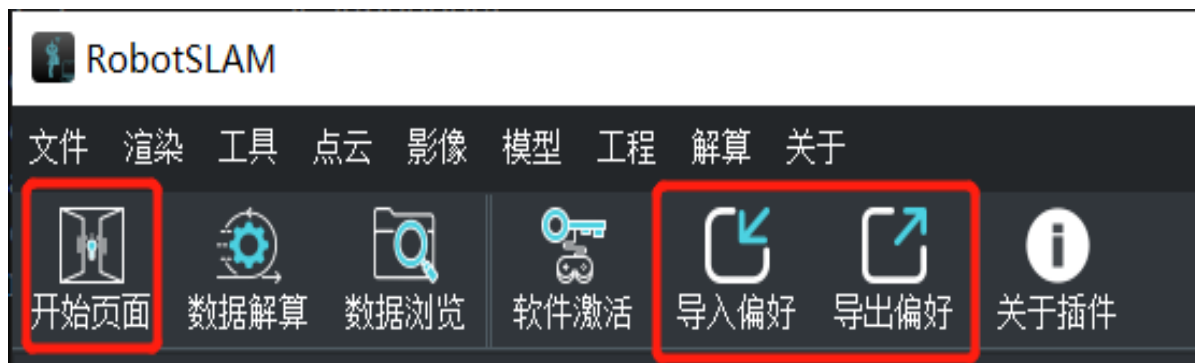 RobotSLAM
文件 渲染 工具 点云 影像 模型 工程 解算 关于
开始页面 数据解算 数据浏览 软件激活 导入偏好 导出偏好 关于插件